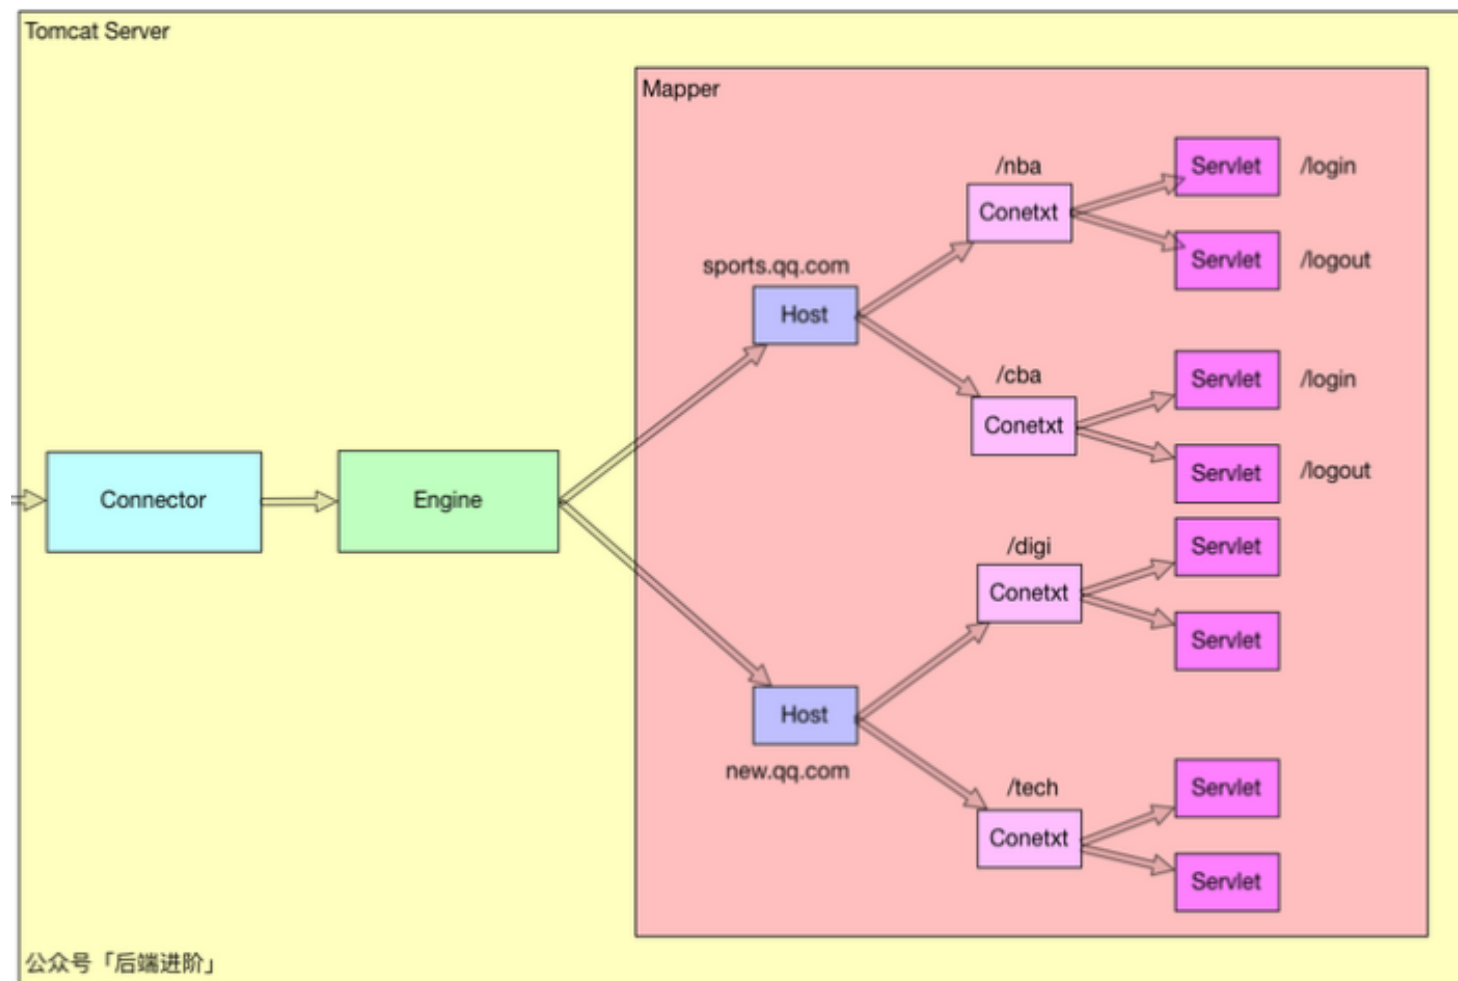 Tomcat Server
Mapper
/nba
Servlet
/login
Conetxt
Servlet
/logout
sports.qq.com
Host
/cba
Servlet
/login
Conetxt
Servlet
/logout
Connector
Engine
/digi
Servlet
Conetxt
Servlet
Host
new.qq.com
/tech
Servlet
Conetxt
Servlet
公众号「后端进阶」